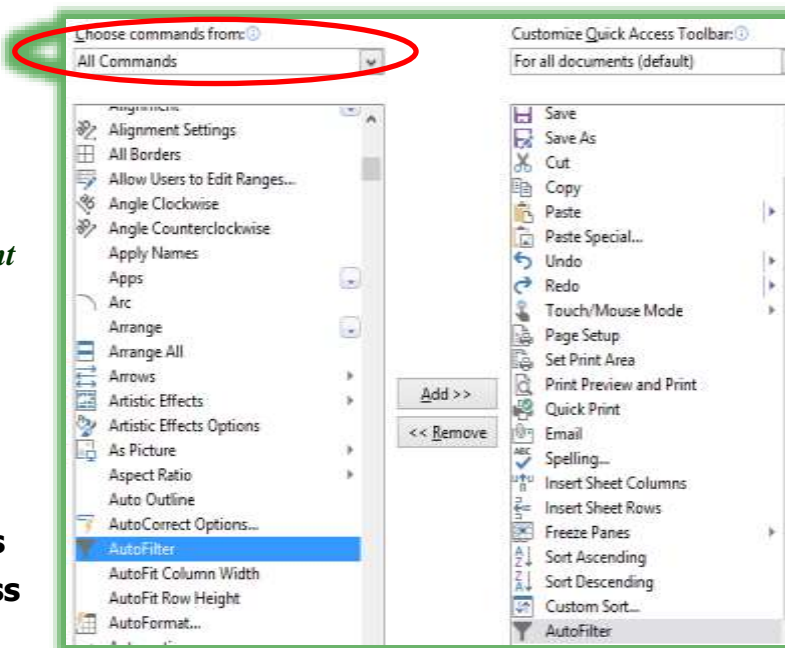 Choose commands from:
All Commands
Alignment
Alignment Settings
All Borders
Allow Users to Edit Ranges...
Angle Clockwise
Angle Counterclockwise
Apply Names
Apps
Arc
Arrange
Arrange All
Arrows
Artistic Effects
Artistic Effects Options
As Picture
Aspect Ratio
Auto Outline
AutoCorrect Options...
AutoFilter
AutoFit Column Width
AutoFit Row Height
AutoFormat...
Add >>
<< Remove
Customize Quick Access Toolbar:
For all documents (default)
Save
Save As
Cut
Copy
Paste
Paste Special...
Undo
Redo
Touch/Mouse Mode
Page Setup
Set Print Area
Print Preview and Print
Quick Print
Email
Spelling...
Insert Sheet Columns
Insert Sheet Rows
Freeze Panes
Sort Ascending
Sort Descending
Custom Sort...
AutoFilter